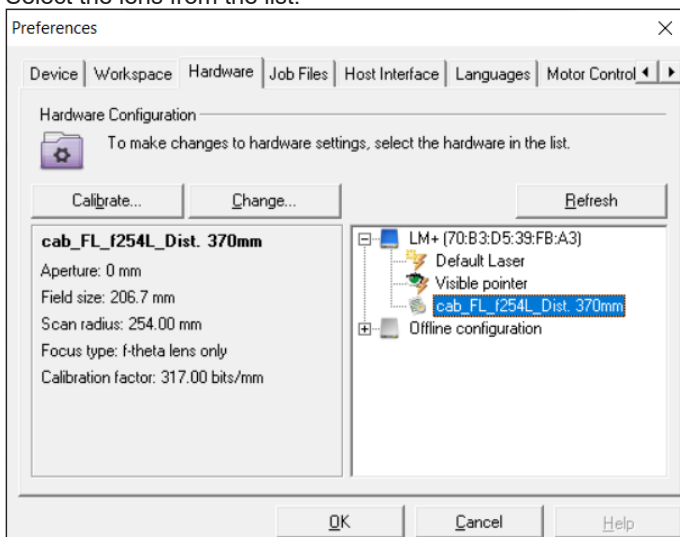 Select the lens from the list.
Preferences
Device Workspace Hardware Job Files Host Interface Languages Motor Control
Hardware Configuration
To make changes to hardware settings, select the hardware in the list.
Calibrate... Change... Refresh
cab_FL_f254L_Dist. 370mm
Aperture: 0 mm
Field size: 206.7 mm
Scan radius: 254.00 mm
Focus type: f-theta lens only
Calibration factor: 317.00 bits/mm
LM+ (70:B3:D5:39:FB:A3)
Default Laser
Visible pointer
cab_FL_f254L_Dist. 370mm
Offline configuration
OK Cancel Help